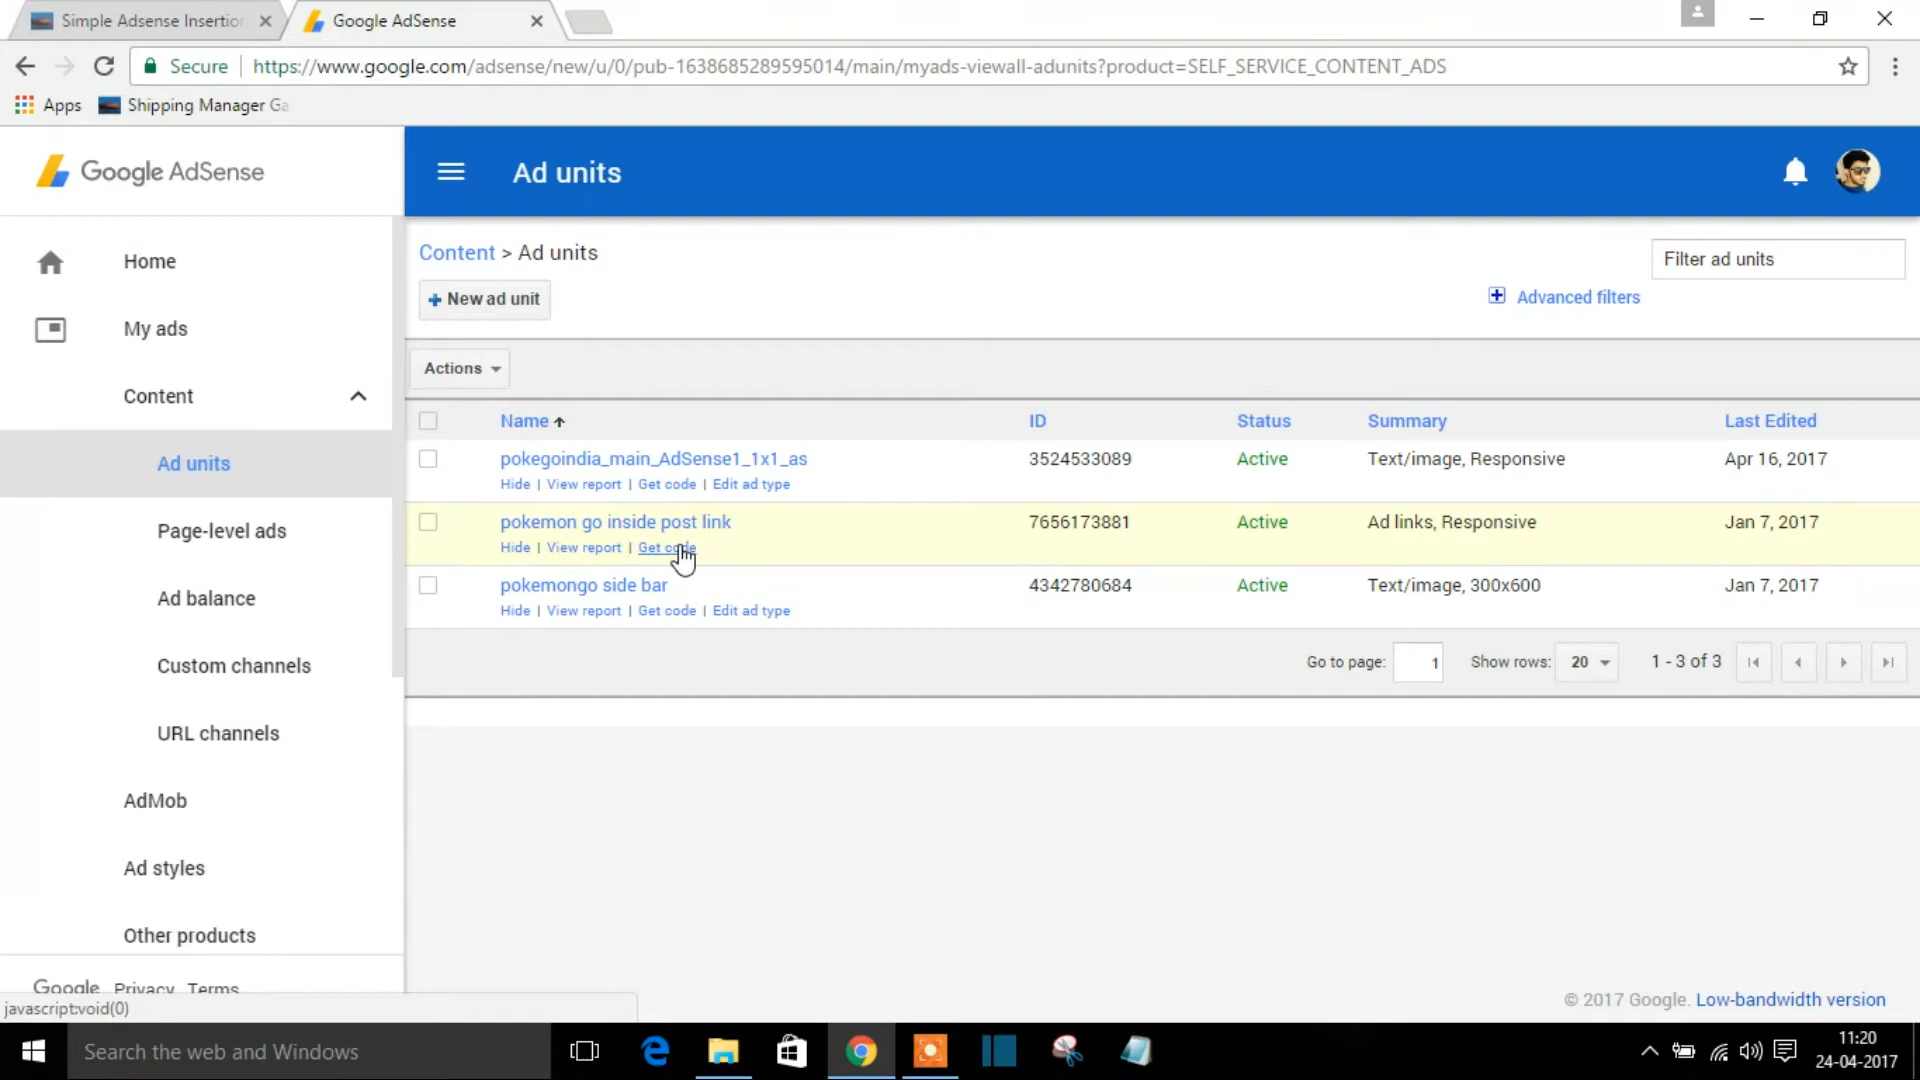 Simple Adsense Insertion
Google AdSense
Secure
https://www.google.com/adsense/new/u/0/pub-1638685289595014/main/myads-viewall-adunits?product=SELF_SERVICE_CONTENT_ADS
Apps
Shipping Manager Ga
Google AdSense
Ad units
Home
My ads
Content
Ad units
Page-level ads
Ad balance
Custom channels
URL channels
AdMob
Ad styles
Other products
Google Privacy Terms
javascript:void(0)
Content > Ad units
Filter ad units
New ad unit
Advanced filters
Actions
Name ID Status Summary Last Edited
pokegoindia_main_AdSense1_1x1_as 3524533089 Active Text/image, Responsive Apr 16, 2017
Hide | View report | Get code | Edit ad type
pokemon go inside post link 7656173881 Active Ad links, Responsive Jan 7, 2017
Hide | View report | Get code
pokemongo side bar 4342780684 Active Text/image, 300x600 Jan 7, 2017
Hide | View report | Get code | Edit ad type
Go to page: 1 Show rows: 20 1 - 3 of 3
© 2017 Google. Low-bandwidth version
Search the web and Windows
11:20
24-04-2017